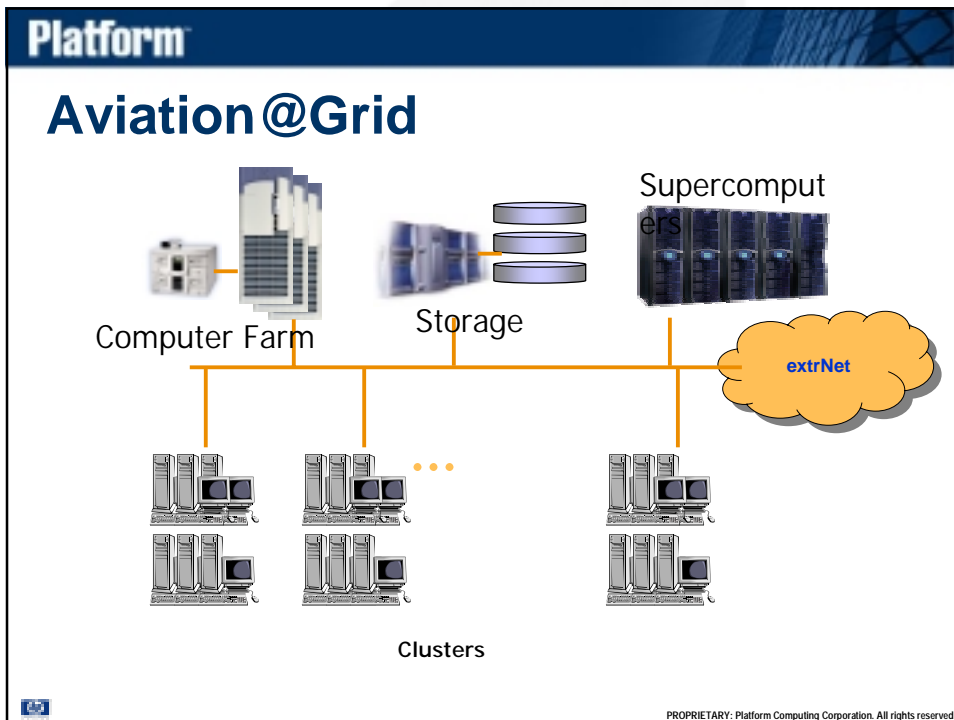 Platform
Aviation@Grid
Supercomput
ers
Storage
Computer Farm
extrNet
...
Clusters
PROPRIETARY: Platform Computing Corporation. All rights reserved